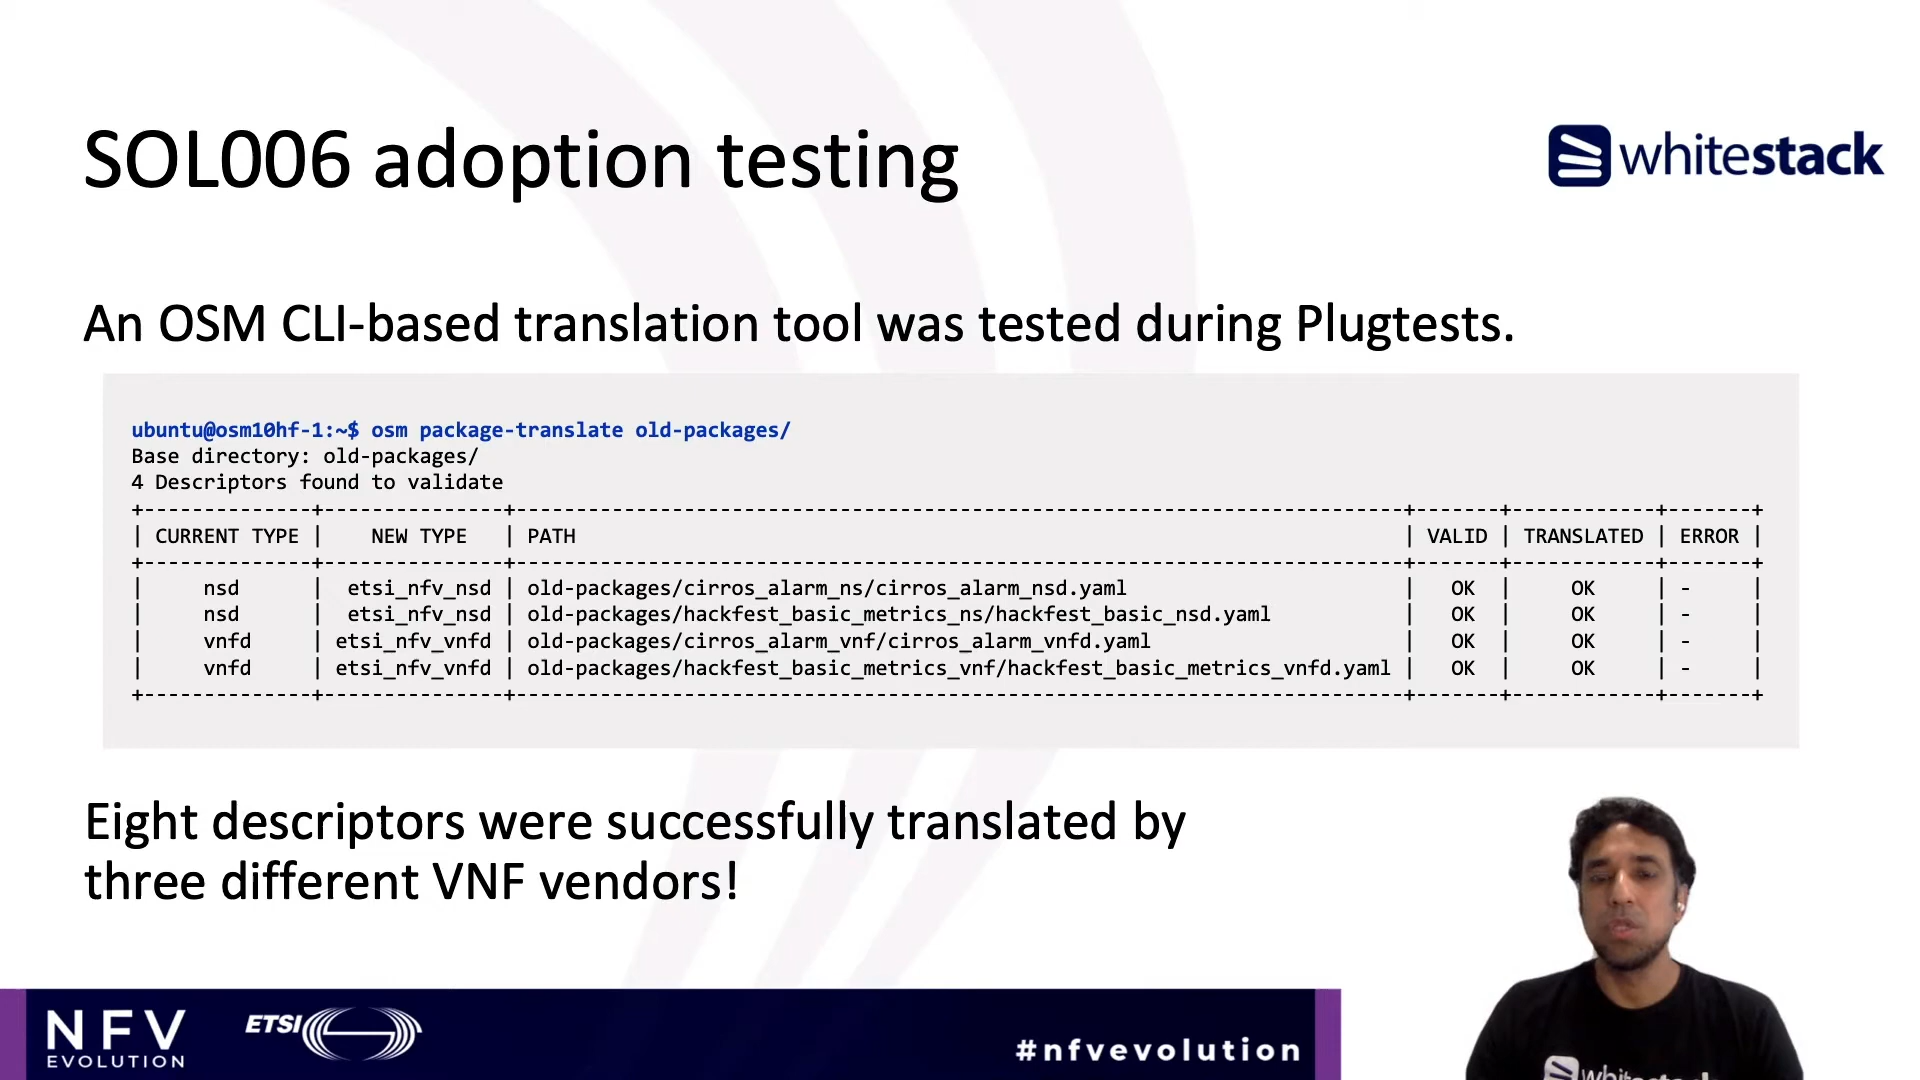 SOL006 adoption testing
whitestack
An OSM CLI-based translation tool was tested during Plugtests.
ubuntu@osm10hf-1:~$ osm package-translate old-packages/
Base directory: old-packages/
4 Descriptors found to validate
+---------------+---------------+--------------------------------------------------------------------------+-------+------------+-------+
| CURRENT TYPE | NEW TYPE | PATH | VALID | TRANSLATED | ERROR |
+---------------+---------------+--------------------------------------------------------------------------+-------+------------+-------+
| nsd | etsi_nfv_nsd | old-packages/cirros_alarm_ns/cirros_alarm_nsd.yaml | OK | OK | - |
| nsd | etsi_nfv_nsd | old-packages/hackfest_basic_metrics_ns/hackfest_basic_nsd.yaml | OK | OK | - |
| vnfd | etsi_nfv_vnfd | old-packages/cirros_alarm_vnf/cirros_alarm_vnfd.yaml | OK | OK | - |
| vnfd | etsi_nfv_vnfd | old-packages/hackfest_basic_metrics_vnf/hackfest_basic_metrics_vnfd.yaml | OK | OK | - |
+---------------+---------------+--------------------------------------------------------------------------+-------+------------+-------+
Eight descriptors were successfully translated by
three different VNF vendors!
NFV
EVOLUTION
ETSI
#nfvevolution
whitestack